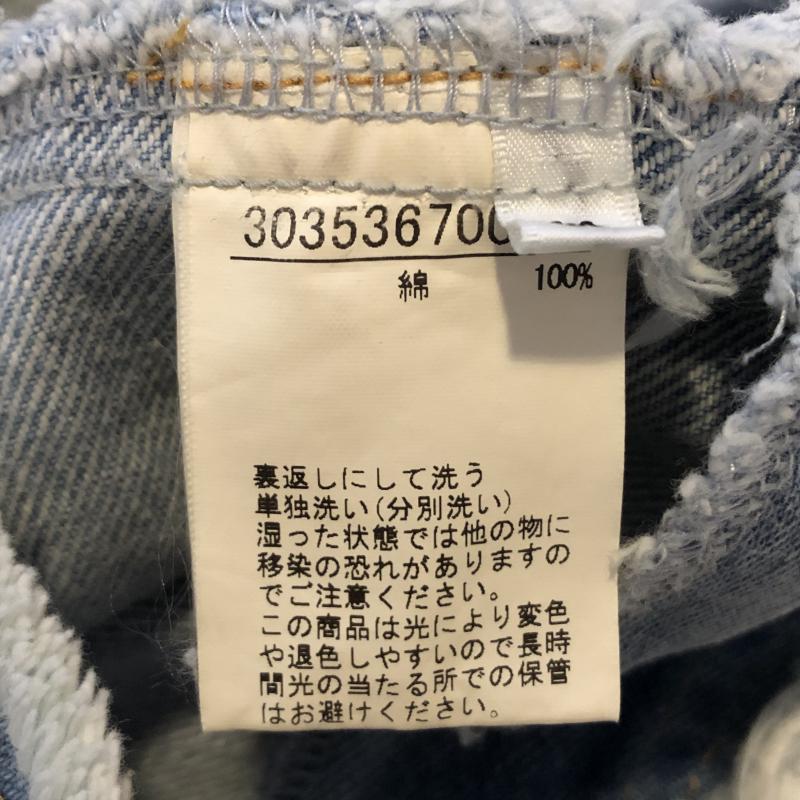 30353670
綿 100%
裏返しにして洗う
単独洗い(分別洗い)
湿った状態では他の物に
移染の恐れがありますの
でご注意ください。
この商品は光により変色
や退色しやすいので長時
間光の当たる所での保管
はお避けください。